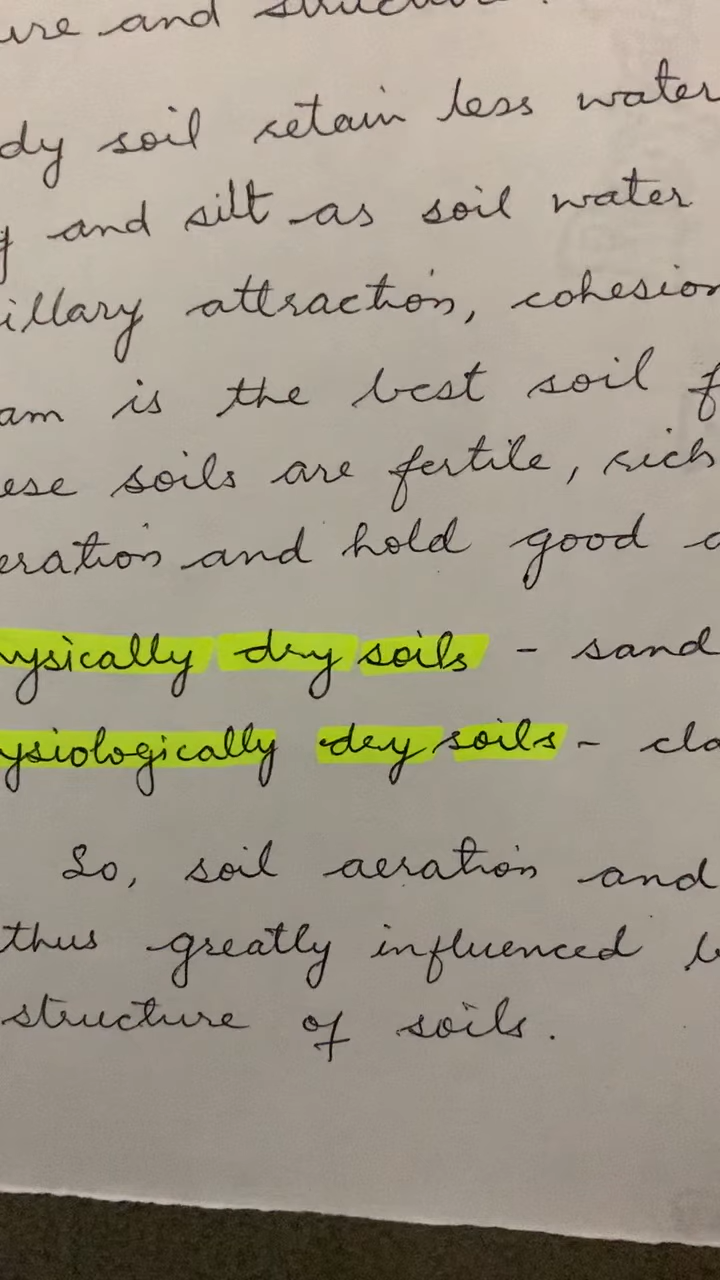 ure and structure.
dy soil retain less water
y and silt as soil water
illary attraction, cohesion
am is the best soil f
ese soils are fertile, rich
eration and hold good a
ysically dry soils - sand
ysiologically dry soils - cla
So, soil aeration and
thus greatly influenced b
structure of soils.